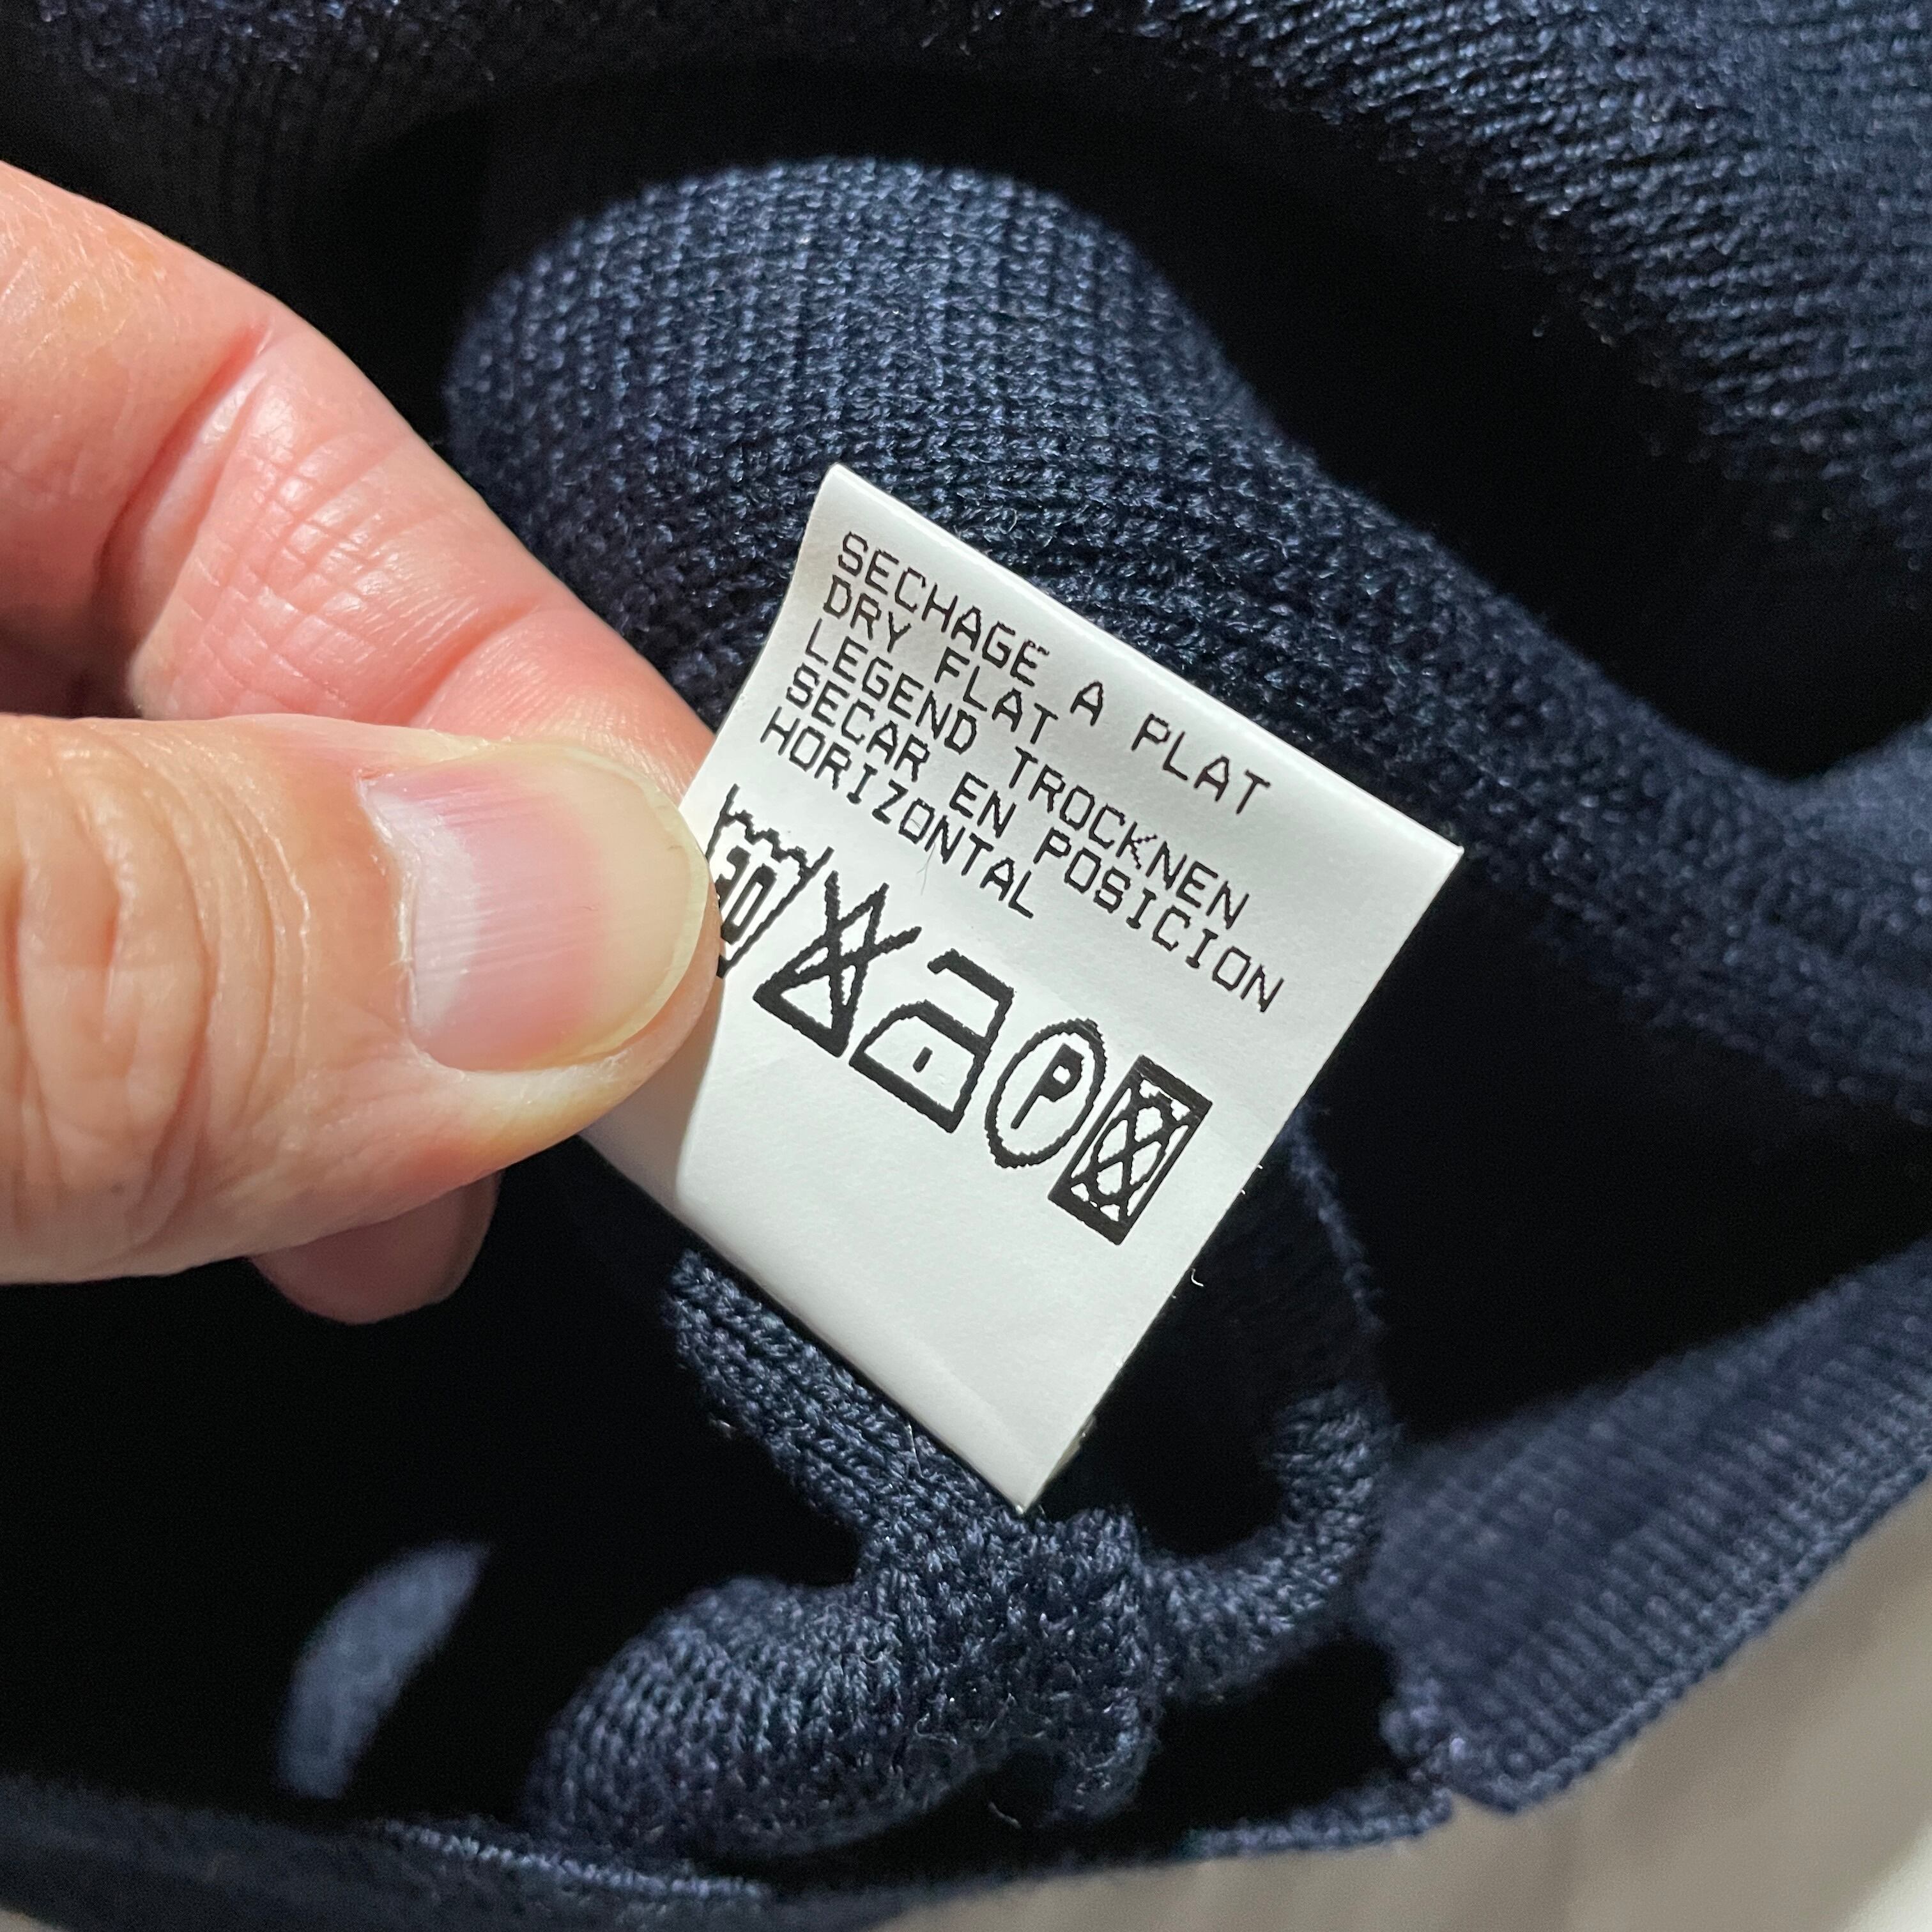 SECHAGE A PLAT
DRY FLAT
LEGEND TROCKNEN
SECAR EN POSICION
HORIZONTAL
P